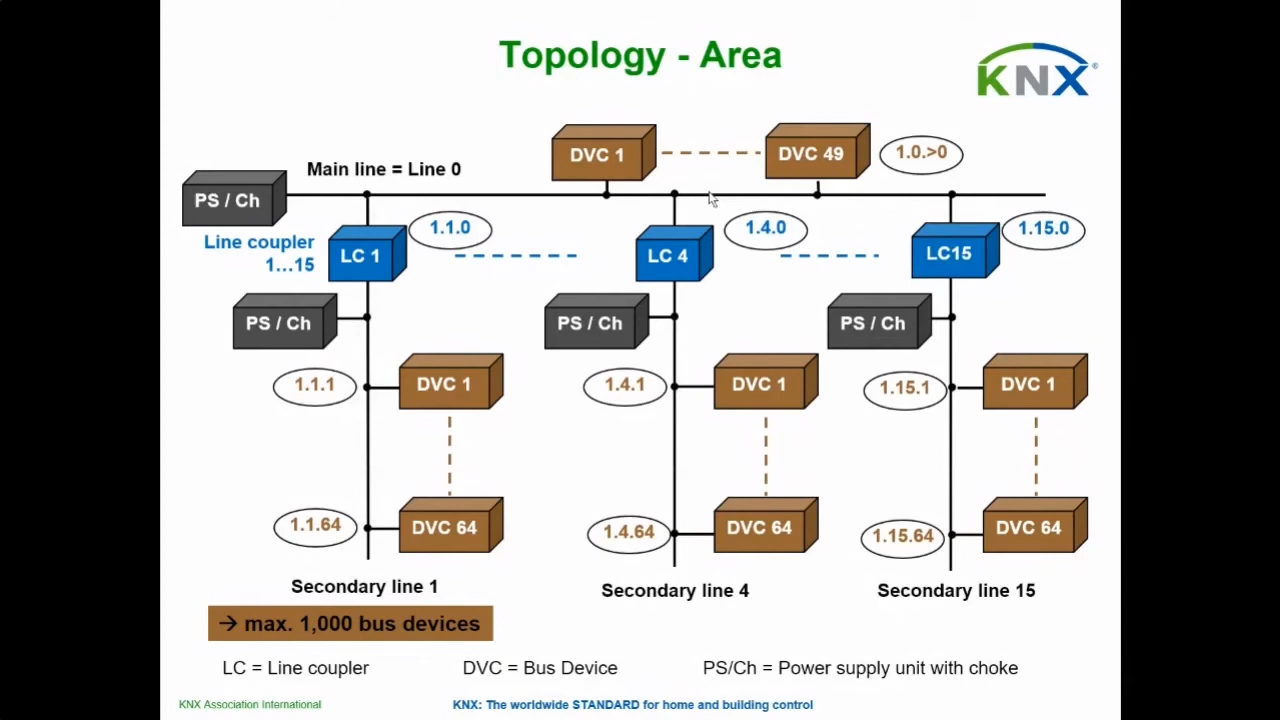 Topology - Area
KNX®
DVC 1
DVC 49
1.0.>0
Main line = Line 0
PS / Ch
Line coupler
1…15
LC 1
1.1.0
LC 4
1.4.0
LC15
1.15.0
PS / Ch
PS / Ch
PS / Ch
1.1.1
DVC 1
1.4.1
DVC 1
1.15.1
DVC 1
1.1.64
DVC 64
1.4.64
DVC 64
1.15.64
DVC 64
Secondary line 1
Secondary line 4
Secondary line 15
→ max. 1,000 bus devices
LC = Line coupler
DVC = Bus Device
PS/Ch = Power supply unit with choke
KNX Association International
KNX: The worldwide STANDARD for home and building control